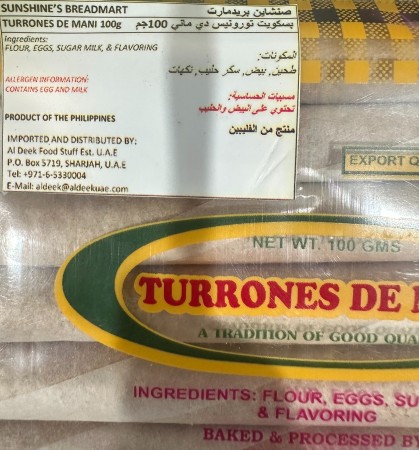 SUNSHINE'S BREADMART
صنشاين بريدمارت
TURRONES DE MANI 100g
بسكويت تورونيس دي ماني 100جم
Ingredients:
FLOUR, EGGS, SUGAR MILK, & FLAVORING
المكونات:
طحين, بيض, سكر حليب, نكهات
ALLERGEN INFORMATION:
CONTAINS EGG AND MILK
مسببات الحساسية:
تحتوي على البيض والحليب
PRODUCT OF THE PHILIPPINES
منتج من الفلبين
IMPORTED AND DISTRIBUTED BY:
Al Deek Food Stuff Est. U.A.E
P.O. Box 5719, SHARJAH, U.A.E
Tel: +971-6-5330004
E-Mail: aldeek@aldeekuae.com
EXPORT Q
NET WT. 100 GMS
TURRONES DE
A TRADITION OF GOOD QUA
INGREDIENTS: FLOUR, EGGS, SU
& FLAVORING
BAKED & PROCESSED BY